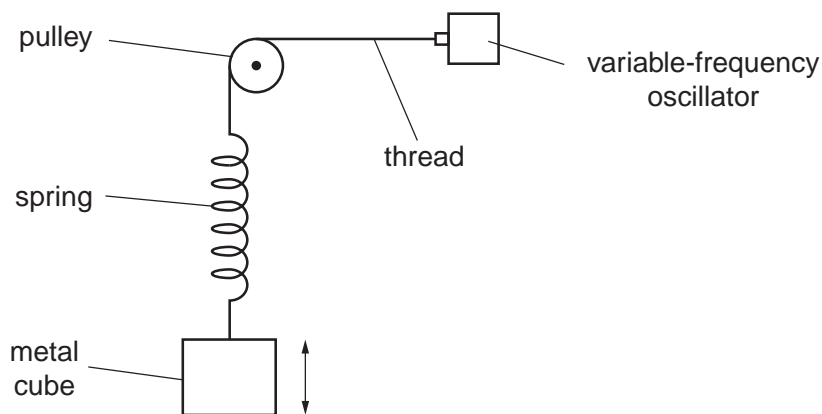 pulley
variable-frequency
oscillator
thread
spring
metal
cube